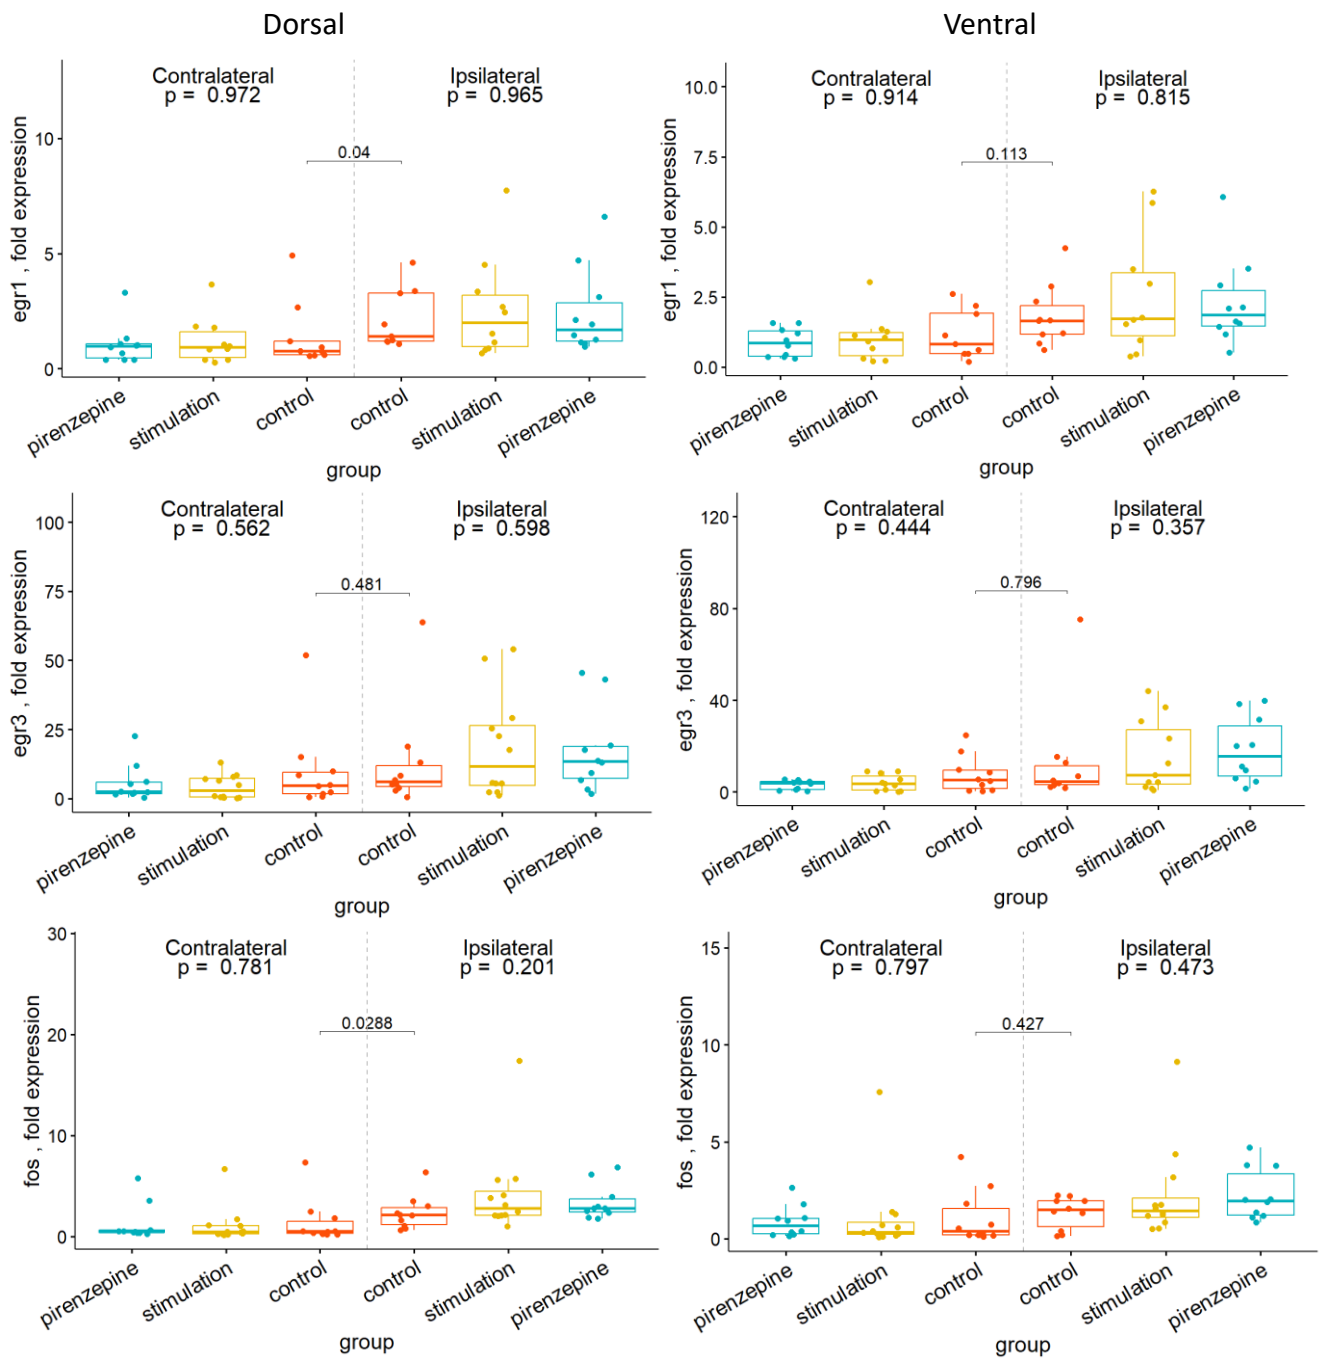 Dorsal
Ventral
Contralateral
p = 0.972
Ipsilateral
p = 0.965
0.04
10
5
0
egr1 , fold expression
pirenzepine
stimulation
control
control
stimulation
pirenzepine
group
Contralateral
p = 0.914
Ipsilateral
p = 0.815
0.113
10.0
7.5
5.0
2.5
0.0
egr1 , fold expression
pirenzepine
stimulation
control
control
stimulation
pirenzepine
group
Contralateral
p = 0.562
Ipsilateral
p = 0.598
0.481
100
75
50
25
0
egr3 , fold expression
pirenzepine
stimulation
control
control
stimulation
pirenzepine
group
Contralateral
p = 0.444
Ipsilateral
p = 0.357
0.796
120
80
40
0
egr3 , fold expression
pirenzepine
stimulation
control
control
stimulation
pirenzepine
group
Contralateral
p = 0.781
Ipsilateral
p = 0.201
0.0288
30
20
10
0
fos , fold expression
pirenzepine
stimulation
control
control
stimulation
pirenzepine
group
Contralateral
p = 0.797
Ipsilateral
p = 0.473
0.427
15
10
5
0
fos , fold expression
pirenzepine
stimulation
control
control
stimulation
pirenzepine
group